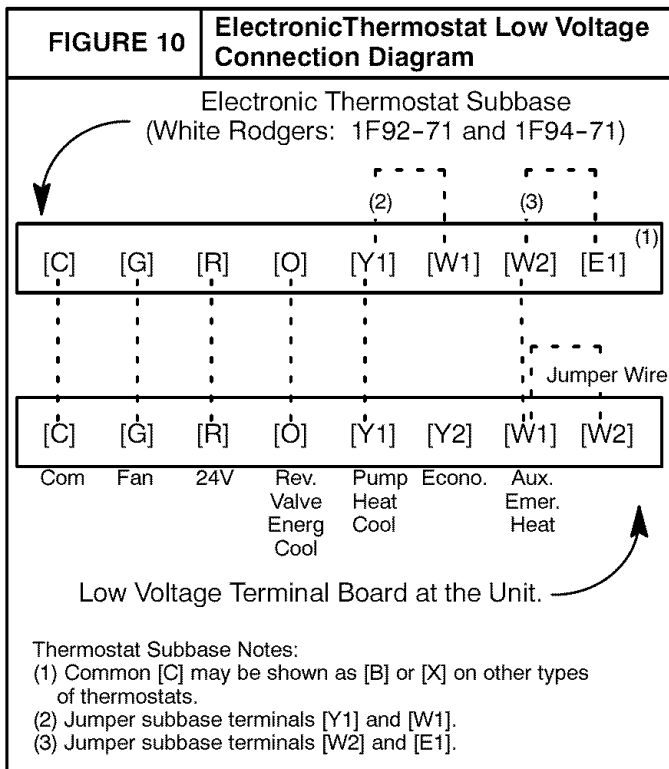 FIGURE 10
ElectronicThermostat Low Voltage
Connection Diagram
Electronic Thermostat Subbase
(White Rodgers: 1F92-71 and 1F94-71)
(2) (3)
(1)
[C] [G] [R] [O] [Y1] [W1] [W2] [E1]
Jumper Wire
[C] [G] [R] [O] [Y1] [Y2] [W1] [W2]
Com Fan 24V Rev. Pump Econo. Aux.
Valve Heat Emer.
Energ Cool Heat
Cool
Low Voltage Terminal Board at the Unit.
Thermostat Subbase Notes:
(1) Common [C] may be shown as [B] or [X] on other types
of thermostats.
(2) Jumper subbase terminals [Y1] and [W1].
(3) Jumper subbase terminals [W2] and [E1].